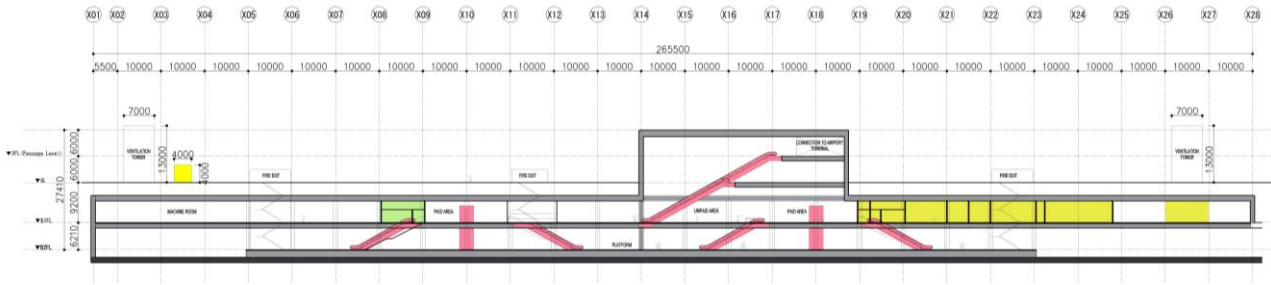 X01 X02 X03 X04 X05 X06 X07 X08 X09 X10 X11 X12 X13 X14 X15 X16 X17 X18 X19 X20 X21 X22 X23 X24 X25 X26 X27 X28
265500
5500 10000 10000 10000 10000 10000 10000 10000 10000 10000 10000 10000 10000 10000 10000 10000 10000 10000 10000 10000 10000 10000 10000 10000 10000 10000 10000
7000
7000
6000
▼2FL (Passage Level)
VENTILATION
TOWER
13000
4000
4000
6000
CONNECTION TO AIRPORT
TERMINAL
VENTILATION
TOWER
13000
▼GL
FIRE EXIT
FIRE EXIT
FIRE EXIT
27410
9200
MACHINE ROOM
PAID AREA
UNPAID AREA
PAID AREA
▼B1FL
6210
▼B2FL
PLATFORM